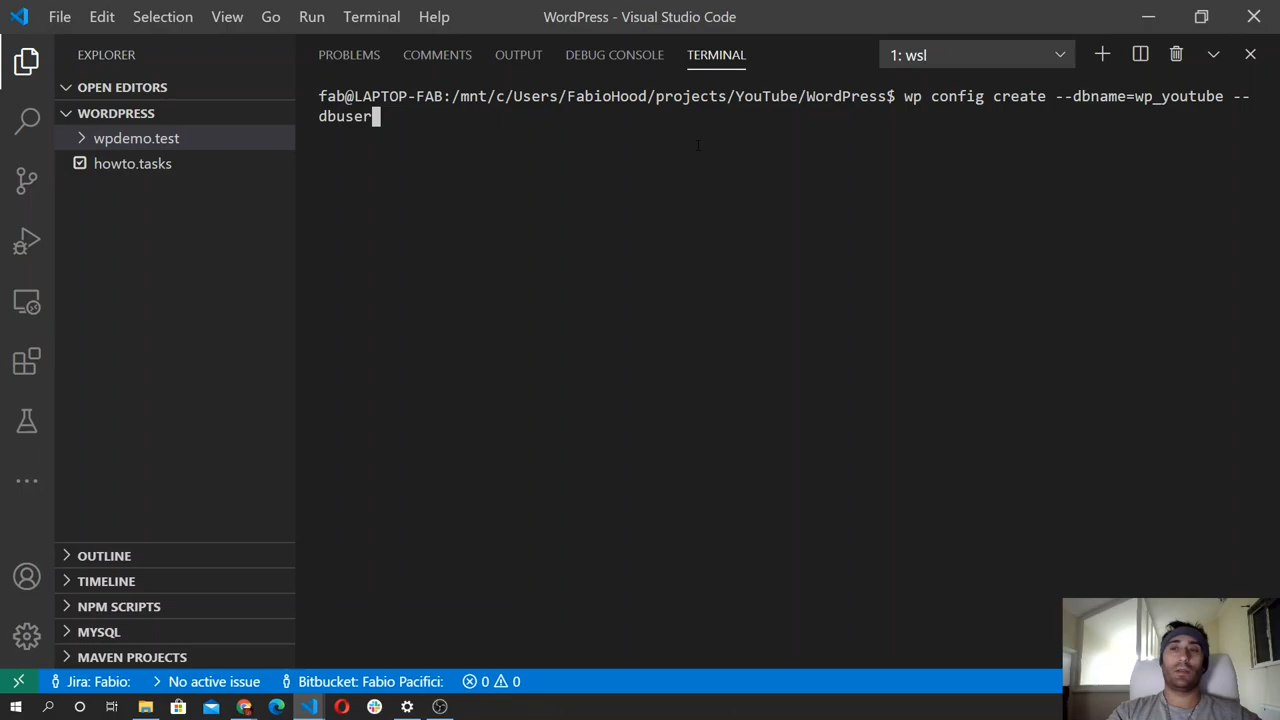 File Edit Selection View Go Run Terminal Help
WordPress - Visual Studio Code
EXPLORER
OPEN EDITORS
WORDPRESS
wpdemo.test
howto.tasks
OUTLINE
TIMELINE
NPM SCRIPTS
MYSQL
MAVEN PROJECTS
PROBLEMS COMMENTS OUTPUT DEBUG CONSOLE TERMINAL
1: wsl
fab@LAPTOP-FAB:/mnt/c/Users/FabioHood/projects/YouTube/WordPress$ wp config create --dbname=wp_youtube --
dbuser
Jira: Fabio: No active issue Bitbucket: Fabio Pacifici: 0 0